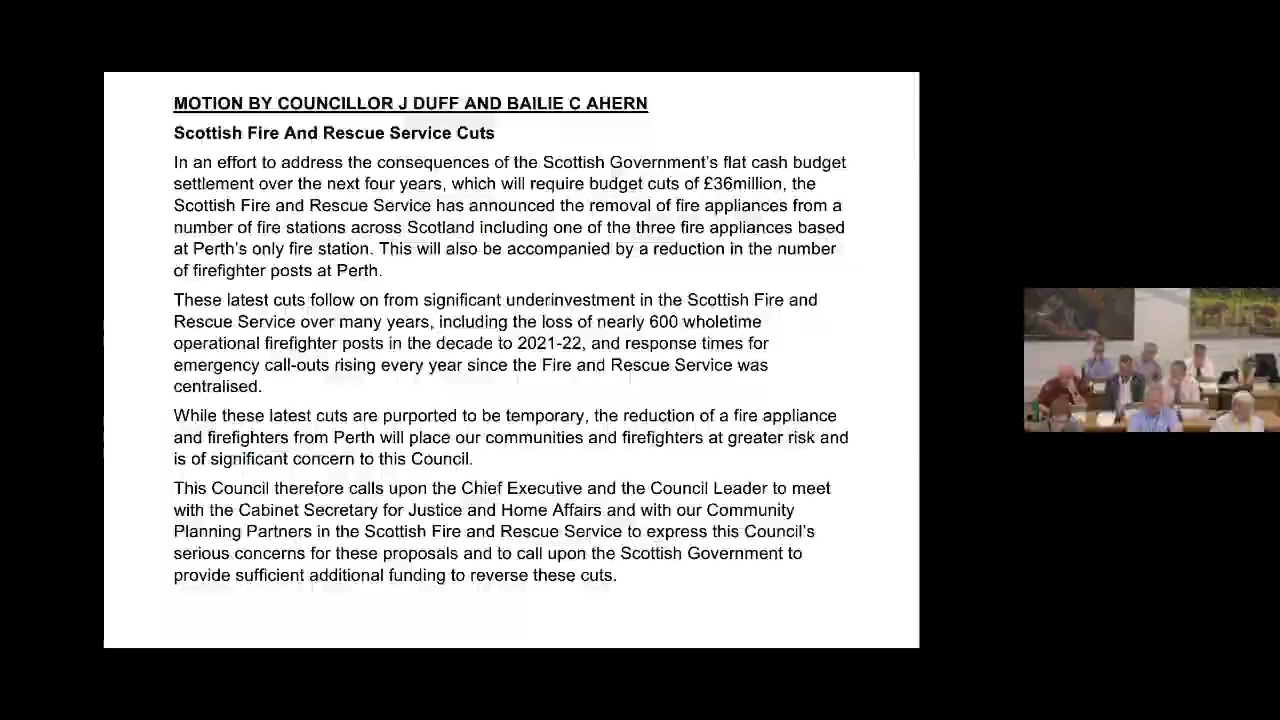 MOTION BY COUNCILLOR J DUFF AND BAILIE C AHERN
Scottish Fire And Rescue Service Cuts
In an effort to address the consequences of the Scottish Government's flat cash budget
settlement over the next four years, which will require budget cuts of £36million, the
Scottish Fire and Rescue Service has announced the removal of fire appliances from a
number of fire stations across Scotland including one of the three fire appliances based
at Perth's only fire station. This will also be accompanied by a reduction in the number
of firefighter posts at Perth.
These latest cuts follow on from significant underinvestment in the Scottish Fire and
Rescue Service over many years, including the loss of nearly 600 wholetime
operational firefighter posts in the decade to 2021-22, and response times for
emergency call-outs rising every year since the Fire and Rescue Service was
centralised.
While these latest cuts are purported to be temporary, the reduction of a fire appliance
and firefighters from Perth will place our communities and firefighters at greater risk and
is of significant concern to this Council.
This Council therefore calls upon the Chief Executive and the Council Leader to meet
with the Cabinet Secretary for Justice and Home Affairs and with our Community
Planning Partners in the Scottish Fire and Rescue Service to express this Council's
serious concerns for these proposals and to call upon the Scottish Government to
provide sufficient additional funding to reverse these cuts.